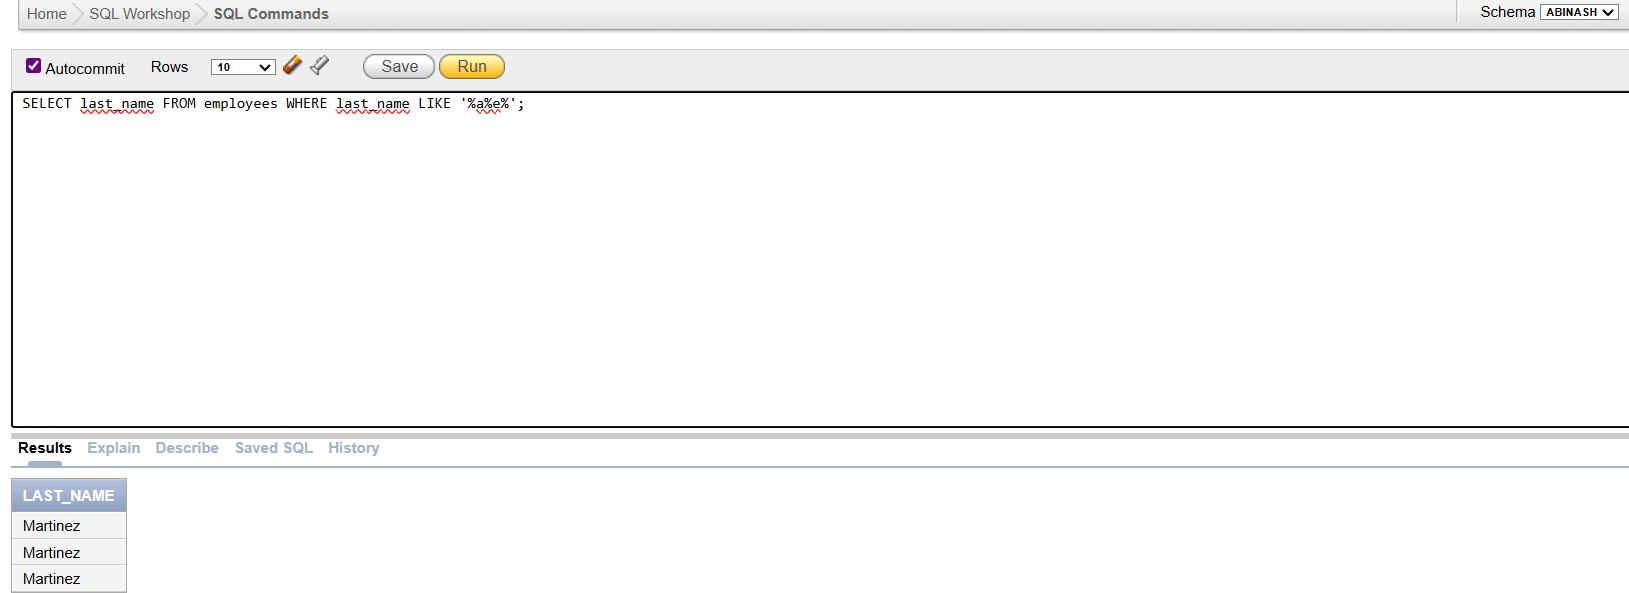 Home SQL Workshop SQL Commands Schema ABINASH
Autocommit Rows 10 Save Run
SELECT last_name FROM employees WHERE last_name LIKE '%a%e%';
Results Explain Describe Saved SQL History
LAST_NAME
Martinez
Martinez
Martinez